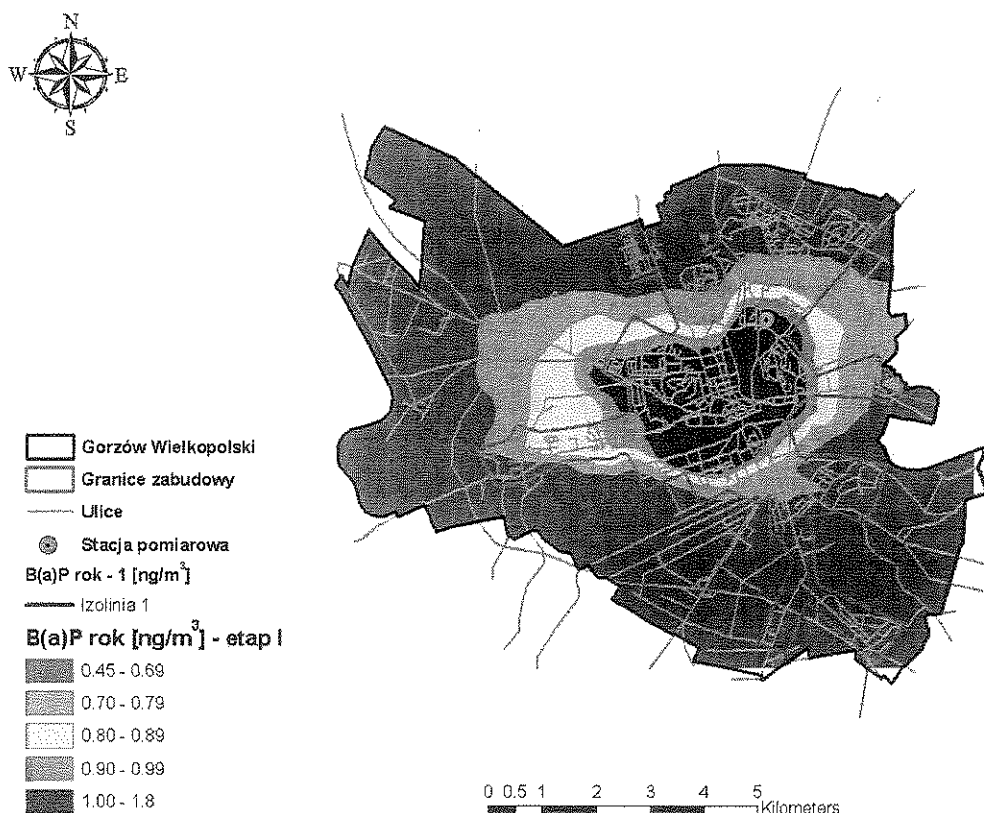 N
W E
S
Gorzów Wielkopolski
Granice zabudowy
Ulice
Stacja pomiarowa
B(a)P rok - 1 [ng/m³]
Izolinia 1
B(a)P rok [ng/m³] - etap I
0.45 - 0.69
0.70 - 0.79
0.80 - 0.89
0.90 - 0.99
1.00 - 1.8
0 0.5 1 2 3 4 5
Kilometers